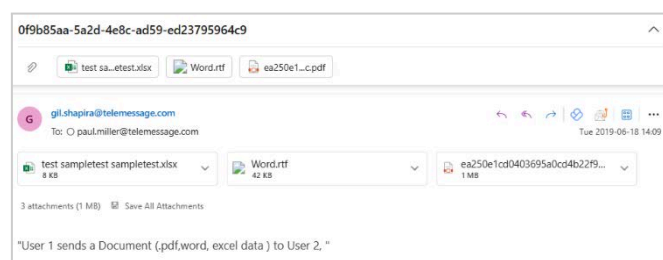 0f9b85aa-5a2d-4e8c-ad59-ed23795964c9
test sa...etest.xlsx
Word.rtf
ea250e1...c.pdf
G
gil.shapira@telemessage.com
To: paul.miller@telemessage.com
Tue 2019-06-18 14:09
test sampletest sampletest.xlsx
8 KB
Word.rtf
42 KB
ea250e1cd0403695a0cd4b22f9...
1 MB
3 attachments (1 MB) Save All Attachments
"User 1 sends a Document (.pdf,word, excel data ) to User 2, "